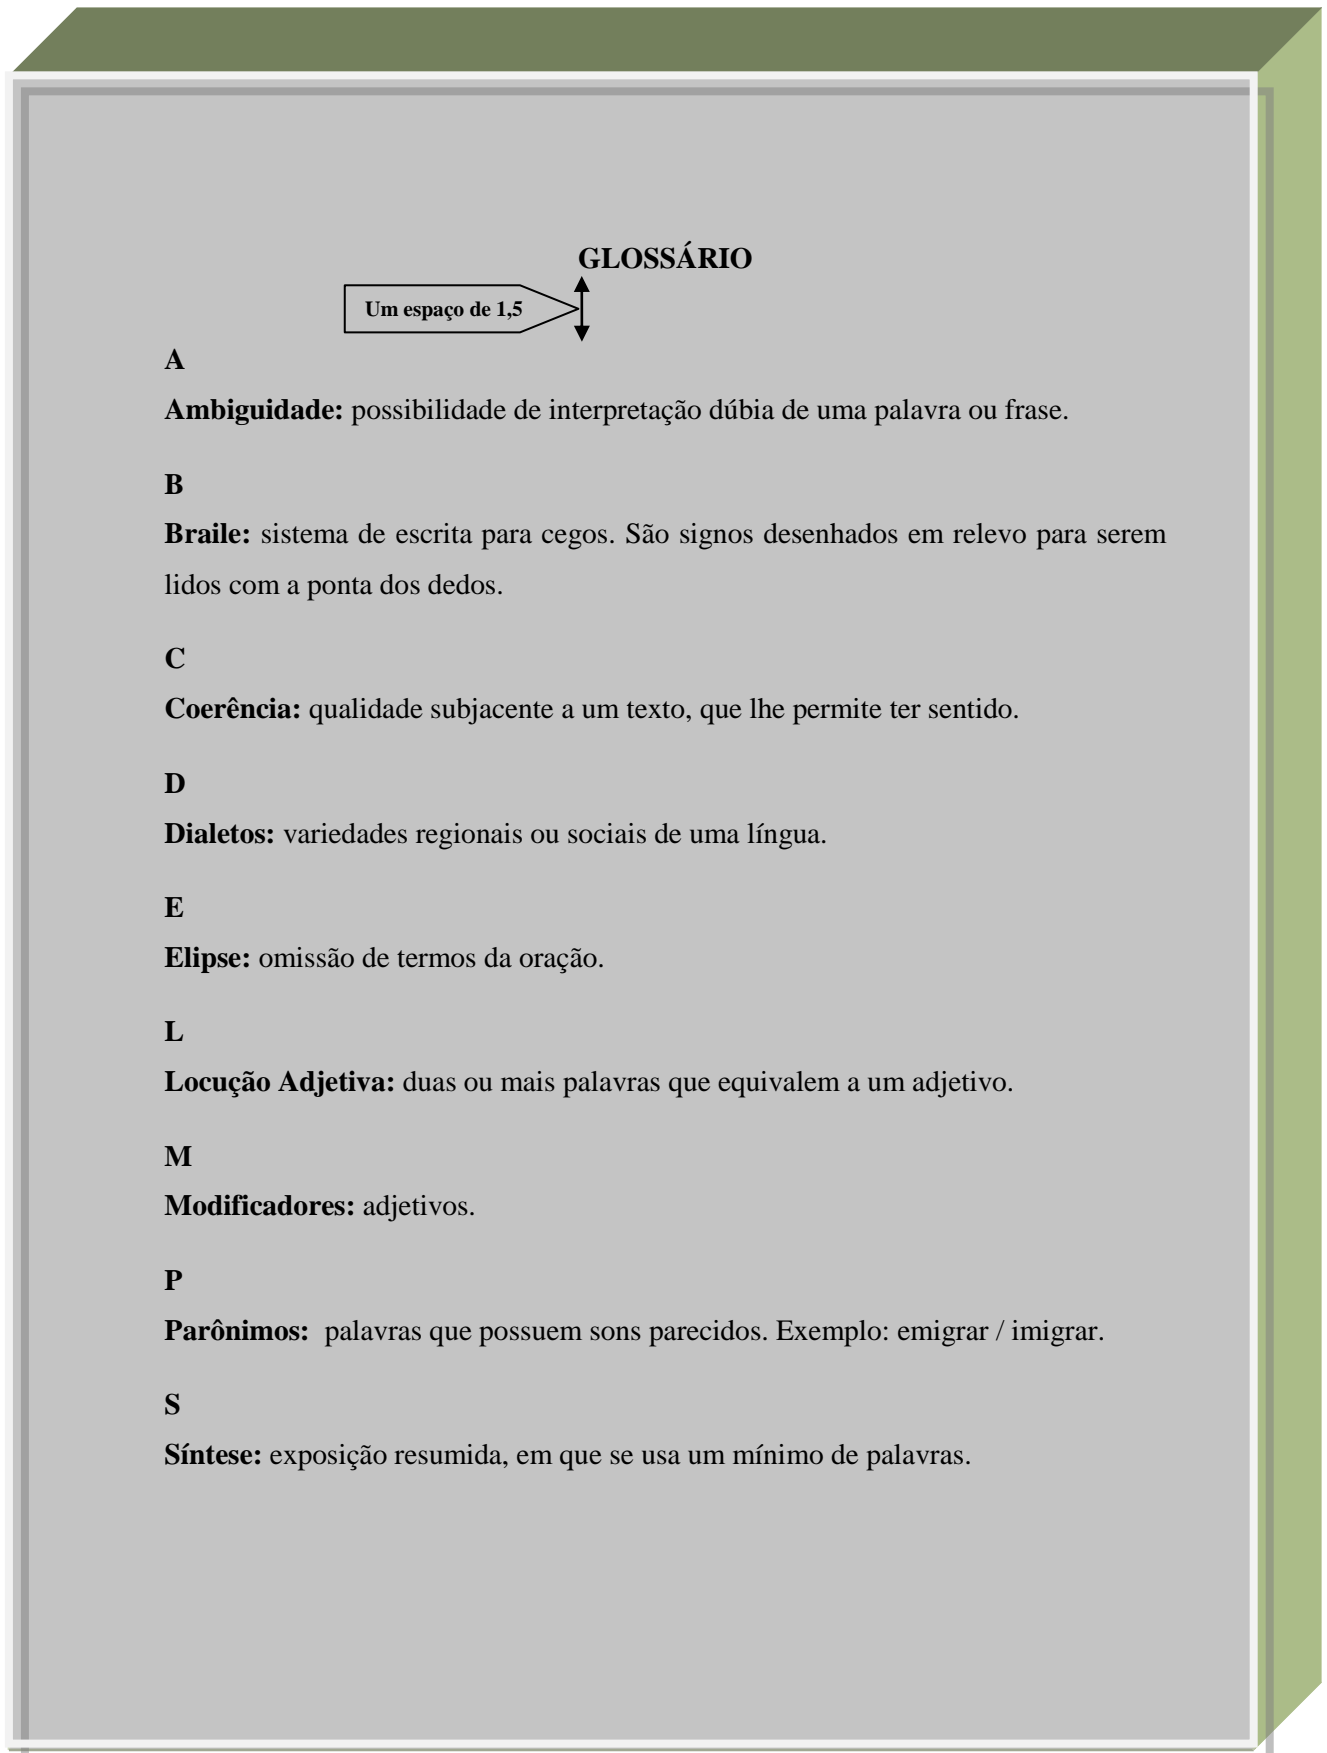 GLOSSÁRIO
Um espaço de 1,5
A
Ambiguidade: possibilidade de interpretação dúbia de uma palavra ou frase.
B
Braile: sistema de escrita para cegos. São signos desenhados em relevo para serem
lidos com a ponta dos dedos.
C
Coerência: qualidade subjacente a um texto, que lhe permite ter sentido.
D
Dialetos: variedades regionais ou sociais de uma língua.
E
Elipse: omissão de termos da oração.
L
Locução Adjetiva: duas ou mais palavras que equivalem a um adjetivo.
M
Modificadores: adjetivos.
P
Parônimos: palavras que possuem sons parecidos. Exemplo: emigrar / imigrar.
S
Síntese: exposição resumida, em que se usa um mínimo de palavras.